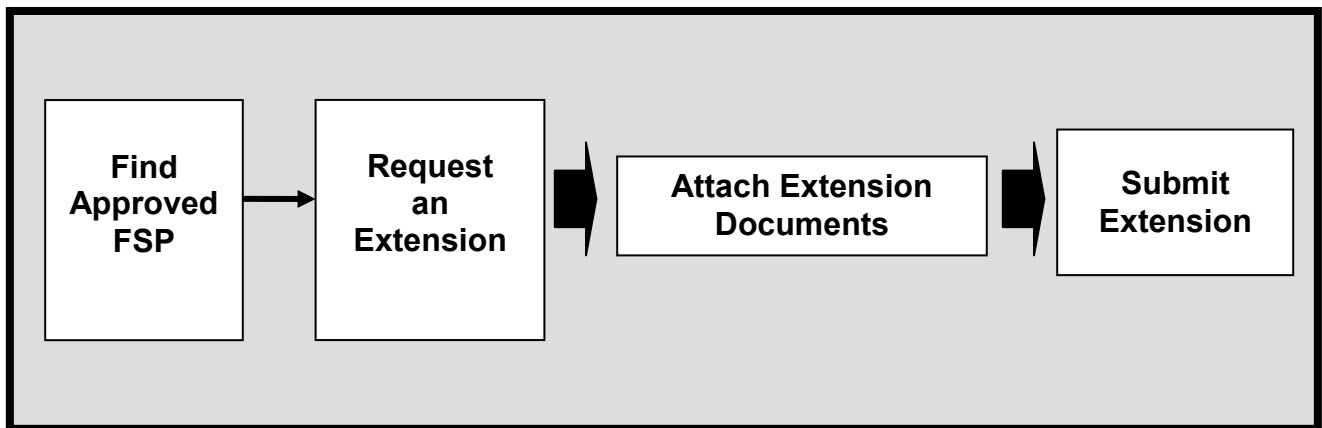 Find
Approved
FSP
Request
an
Extension
Attach Extension
Documents
Submit
Extension